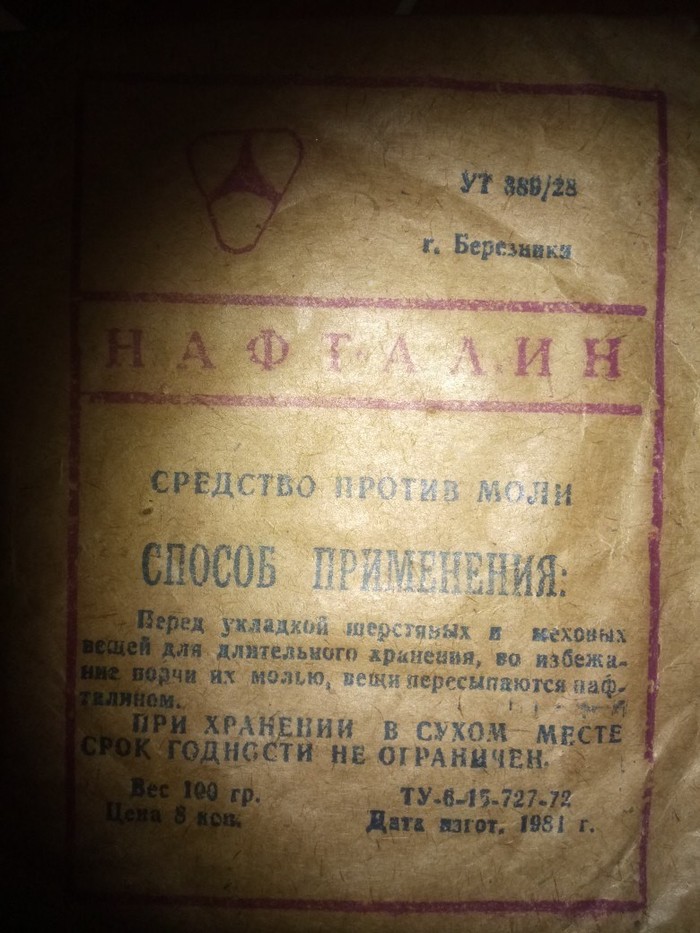 УТ 389/28
г. Березники
НАФТАЛИН
СРЕДСТВО ПРОТИВ МОЛИ
СПОСОБ ПРИМЕНЕНИЯ:
Перед укладкой шерстяных и меховых
вещей для длительного хранения, во избежа-
ние порчи их молью, вещи пересыпаются наф-
талином.
ПРИ ХРАНЕНИИ В СУХОМ МЕСТЕ
СРОК ГОДНОСТИ НЕ ОГРАНИЧЕН.
Вес 100 гр. ТУ-6-15-727-72
Цена 8 коп. Дата изгот. 1981 г.